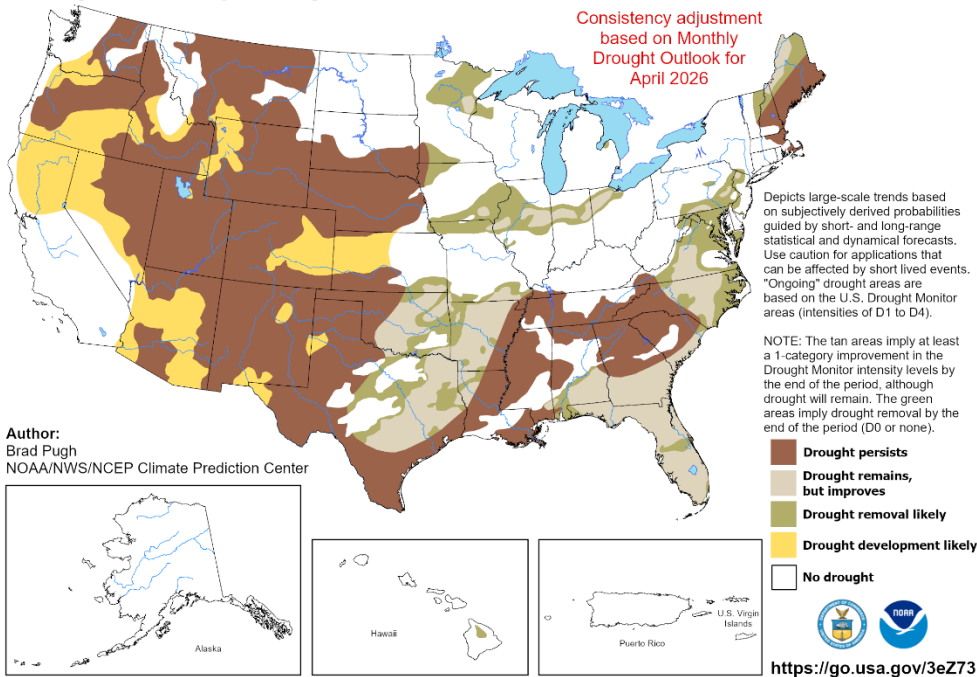 Consistency adjustment
based on Monthly
Drought Outlook for
April 2026
Depicts large-scale trends based
on subjectively derived probabilities
guided by short- and long-range
statistical and dynamical forecasts.
Use caution for applications that
can be affected by short lived events.
"Ongoing" drought areas are
based on the U.S. Drought Monitor
areas (intensities of D1 to D4).
NOTE: The tan areas imply at least
a 1-category improvement in the
Drought Monitor intensity levels by
the end of the period, although
drought will remain. The green
areas imply drought removal by the
end of the period (D0 or none).
Author:
Brad Pugh
NOAA/NWS/NCEP Climate Prediction Center
Drought persists
Drought remains,
but improves
Drought removal likely
Drought development likely
No drought
Alaska
Hawaii
Puerto Rico
U.S. Virgin
Islands
NOAA
https://go.usa.gov/3eZ73